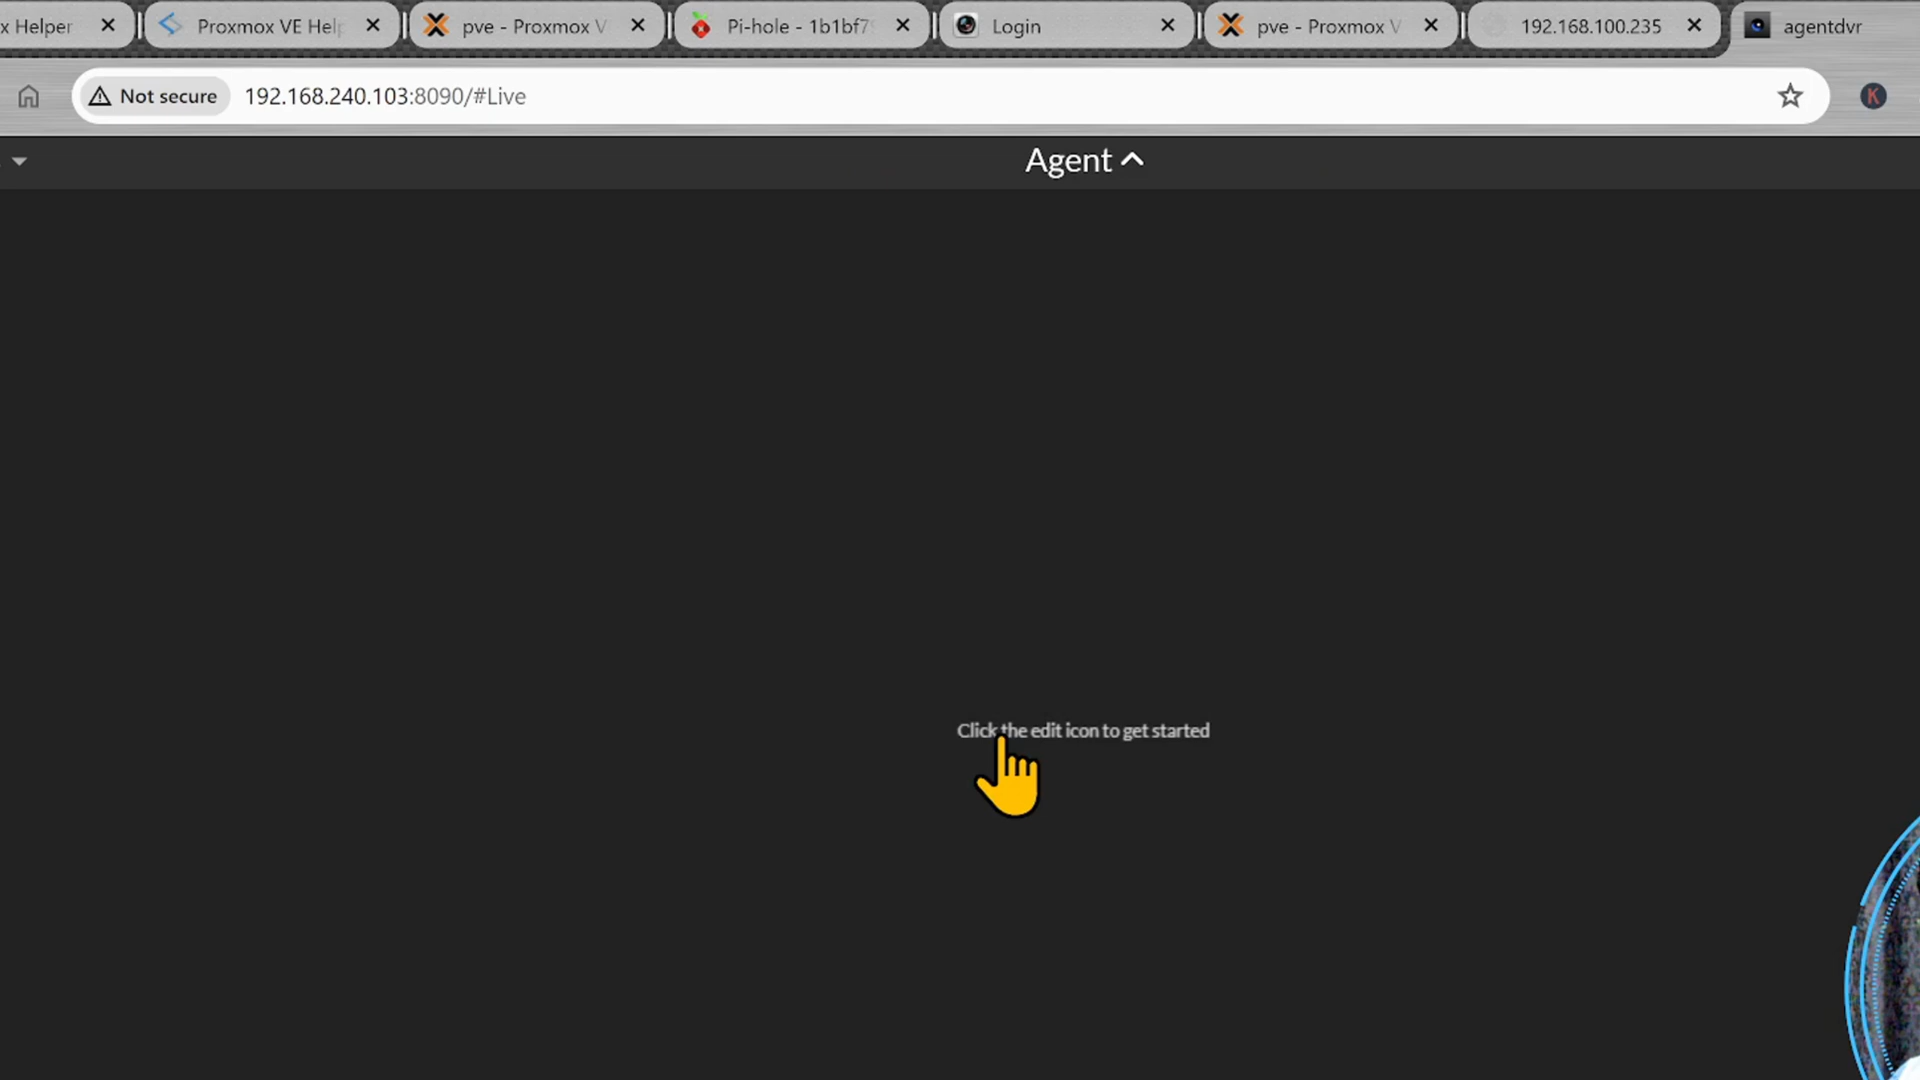 x Helper
Proxmox VE Help
pve - Proxmox V
Pi-hole - 1b1bf7
Login
pve - Proxmox V
192.168.100.235
agentdvr
Not secure
192.168.240.103:8090/#Live
K
Agent
Click the edit icon to get started